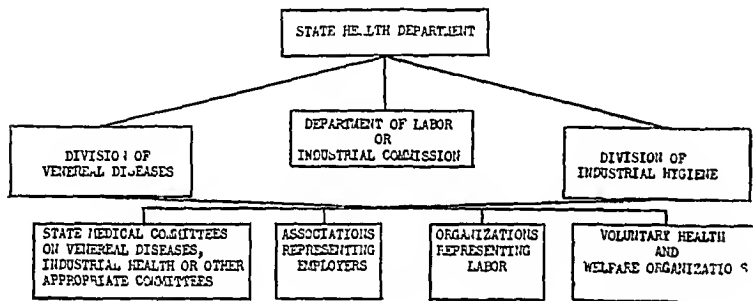 STATE HEALTH DEPARTMENT
DEPARTMENT OF LABOR
OR
INDUSTRIAL COMMISSION
DIVISION OF
VENEREAL DISEASES
DIVISION OF
INDUSTRIAL HYGIENE
STATE MEDICAL COMMITTEES
ON VENEREAL DISEASES,
INDUSTRIAL HEALTH OR OTHER
APPROPRIATE COMMITTEES
ASSOCIATIONS
REPRESENTING
EMPLOYERS
ORGANIZATIONS
REPRESENTING
LABOR
VOLUNTARY HEALTH
AND
WELFARE ORGANIZATIO S